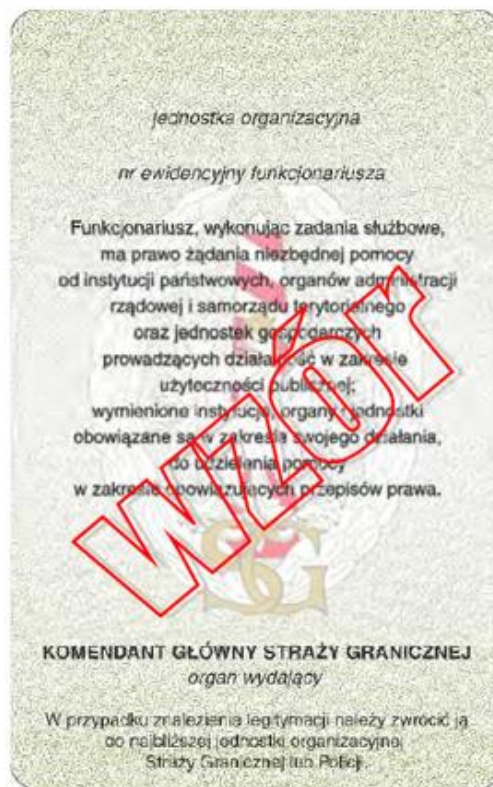 jednostka organizacyjna
nr ewidencyjny funkcjonariusza
Funkcjonariusz, wykonując zadania służbowe,
ma prawo żądania niezbędnej pomocy
od instytucji państwowych, organów administracji
rządowej i samorządu terytorialnego
oraz jednostek gospodarczych
prowadzących działalność w zakresie
użyteczności publicznej;
wymienione instytucje, organy i jednostki
obowiązane są w zakresie swojego działania,
do udzielenia pomocy
w zakresie obowiązujących przepisów prawa.
wzór
SG
KOMENDANT GŁÓWNY STRAŻY GRANICZNEJ
organ wydający
W przypadku znalezienia legitymacji należy zwrócić ją
do najbliższej jednostki organizacyjnej
Straży Granicznej lub Policji.